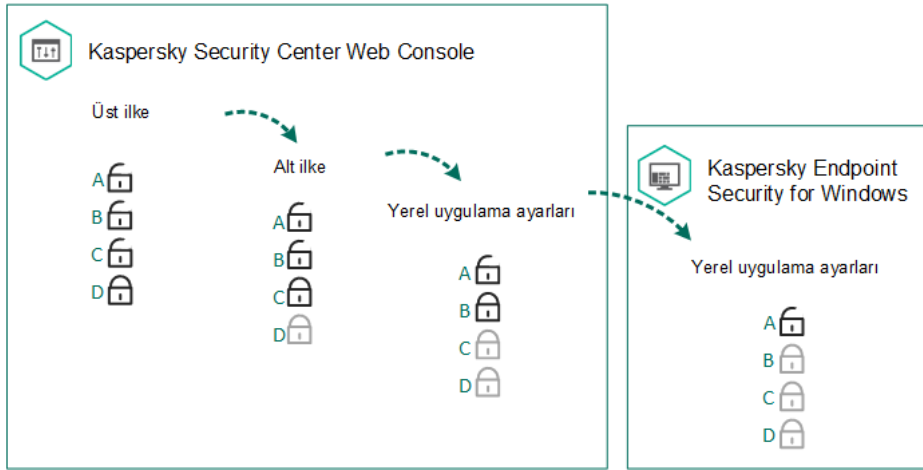 Kaspersky Security Center Web Console
Üst ilke
A
B
C
D
Alt ilke
A
B
C
D
Yerel uygulama ayarları
A
B
C
D
Kaspersky Endpoint
Security for Windows
Yerel uygulama ayarları
A
B
C
D